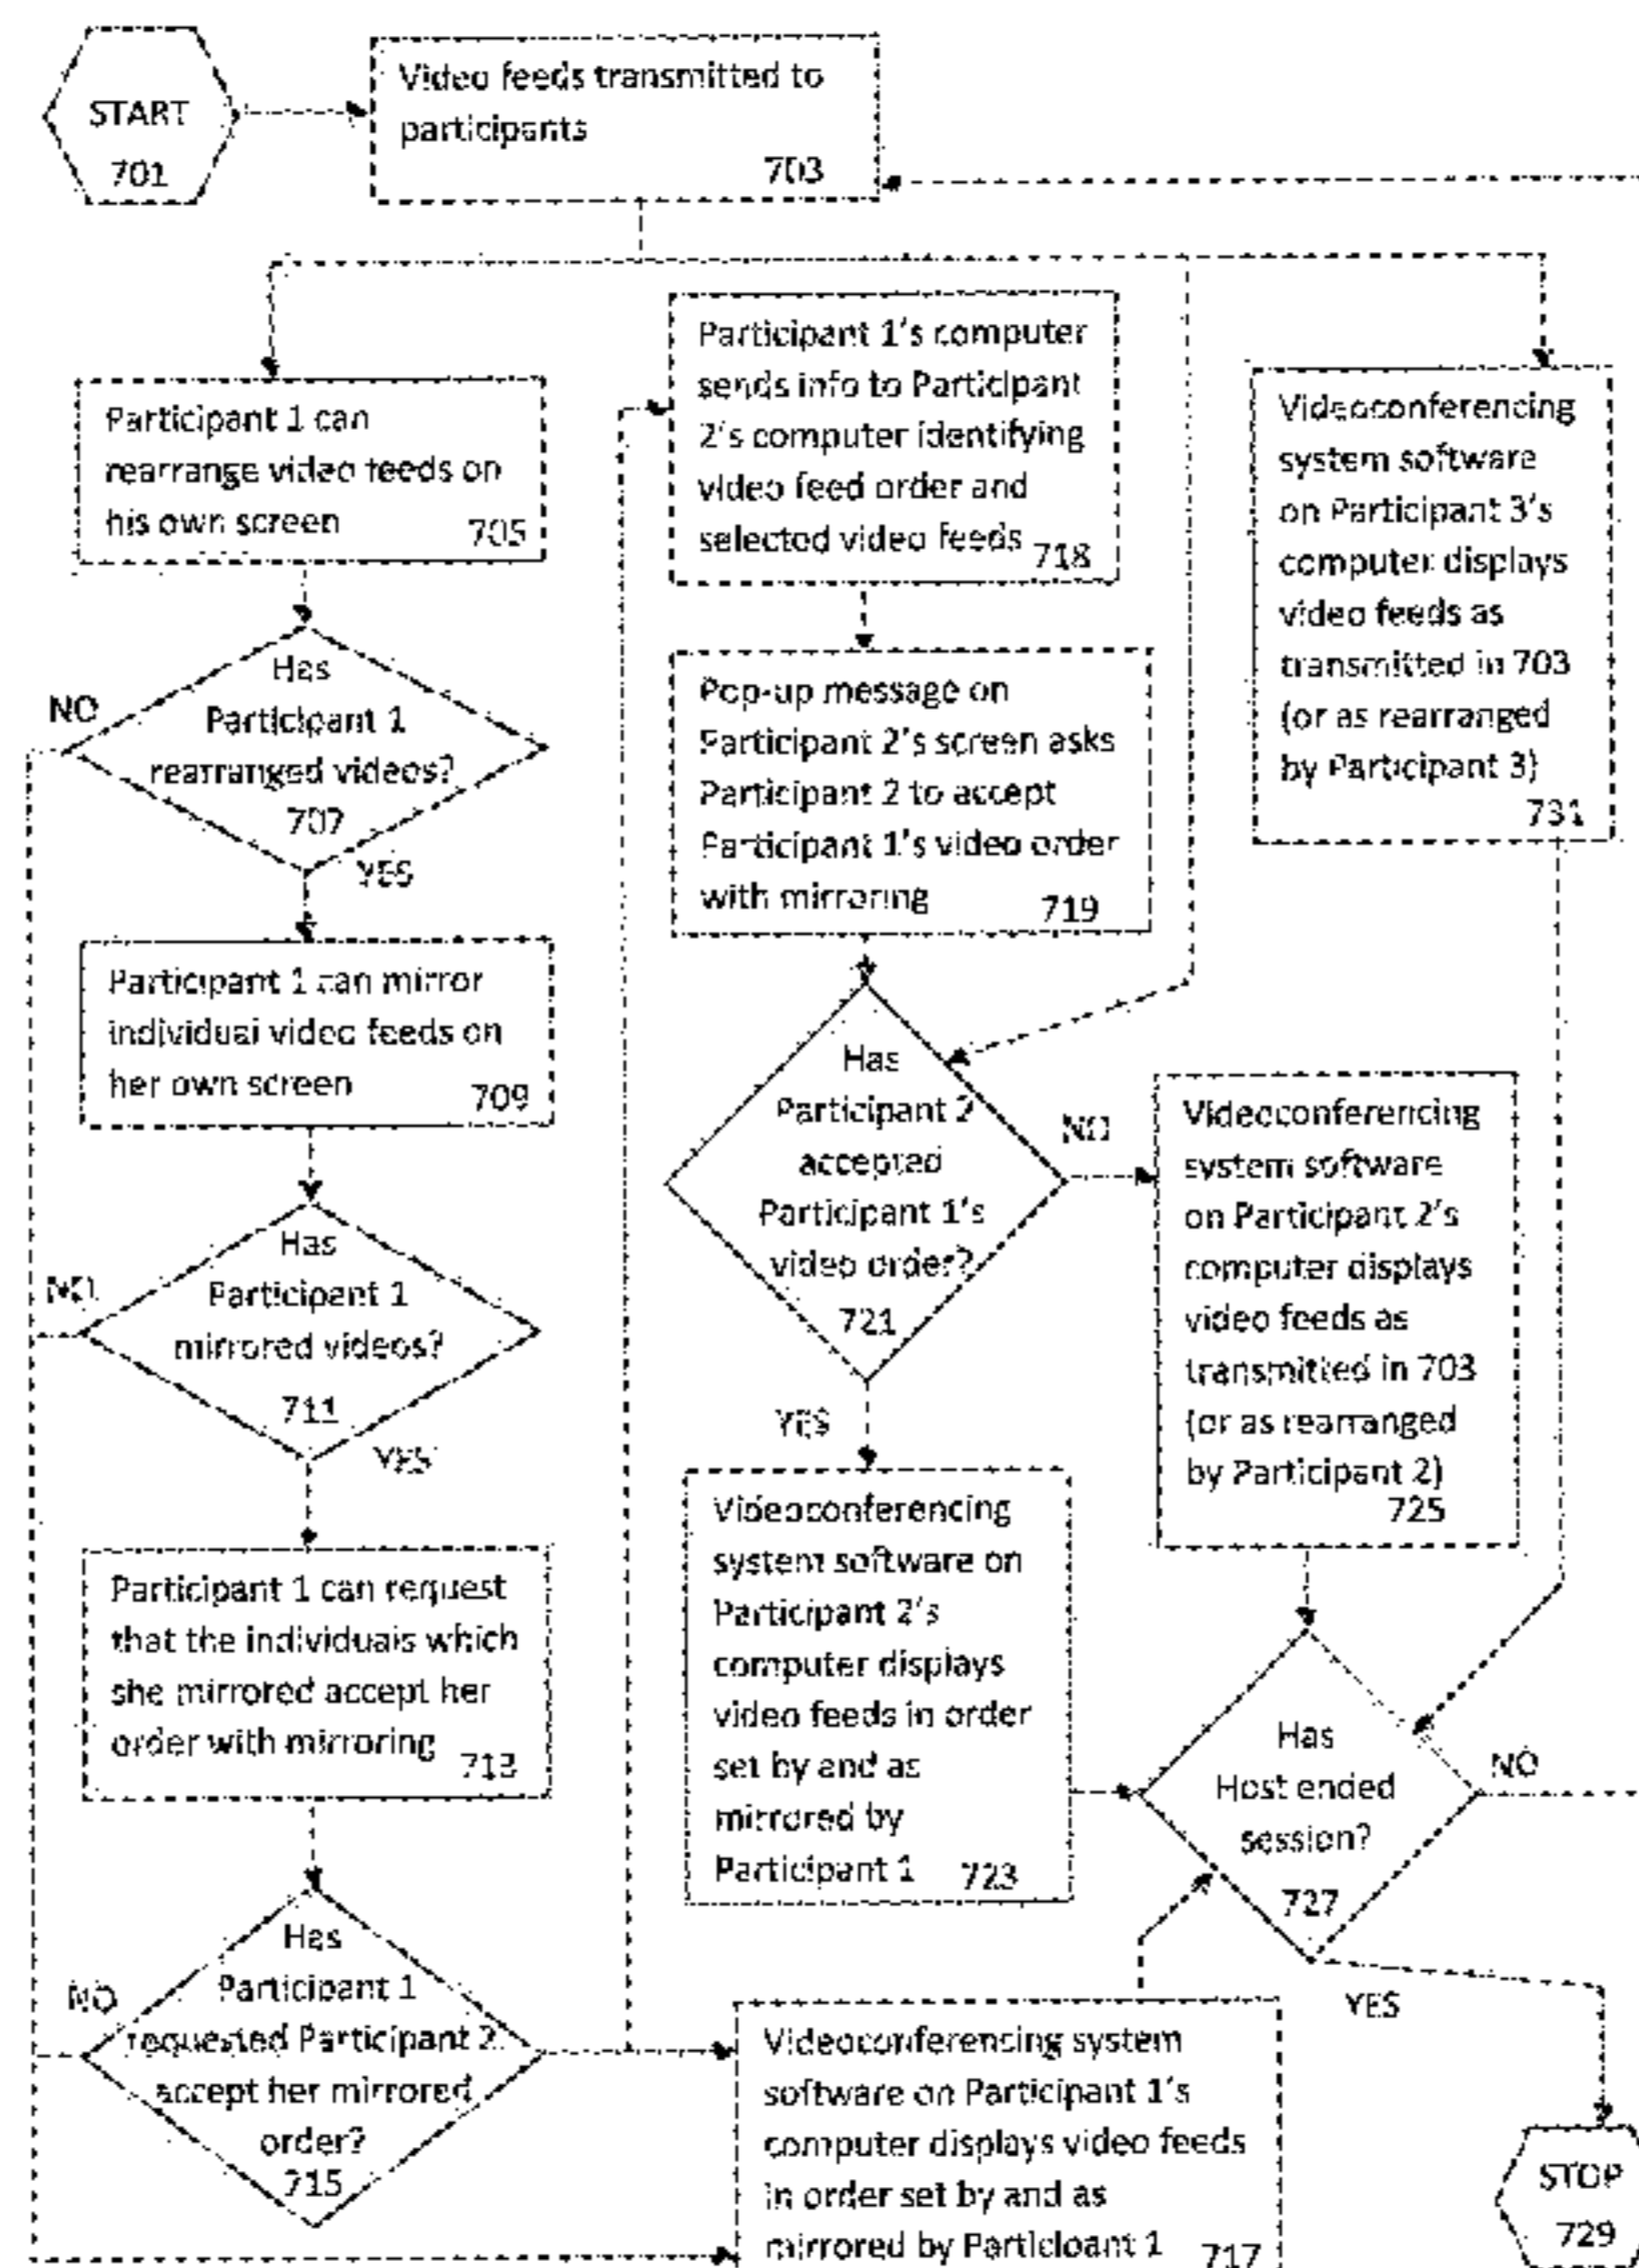 START
701
Video feeds transmitted to
participants
703
Participant 1 can
rearrange video feeds on
his own screen
705
Has
Participant 1
rearranged videos?
707
NO
YES
Participant 1 can mirror
individual video feeds on
her own screen
709
Has
Participant 1
mirrored videos?
711
NO
YES
Participant 1 can request
that the individuals which
she mirrored accept her
order with mirroring
713
Has
Participant 1
requested Participant 2
accept her mirrored
order?
715
NO
Videoconferencing system
software on Participant 1's
computer displays video feeds
in order set by and as
mirrored by Participant 1
717
Participant 1's computer
sends info to Participant
2's computer identifying
video feed order and
selected video feeds
718
Pop-up message on
Participant 2's screen asks
Participant 2 to accept
Participant 1's video order
with mirroring
719
Has
Participant 2
accepted
Participant 1's
video order?
721
NO
YES
Videoconferencing
system software on
Participant 2's
computer displays
video feeds in order
set by and as
mirrored by
Participant 1
723
Videoconferencing
system software
on Participant 2's
computer displays
video feeds as
transmitted in 703
(or as rearranged
by Participant 2)
725
Videoconferencing
system software
on Participant 3's
computer displays
video feeds as
transmitted in 703
(or as rearranged
by Participant 3)
731
Has
Host ended
session?
727
NO
YES
STOP
729